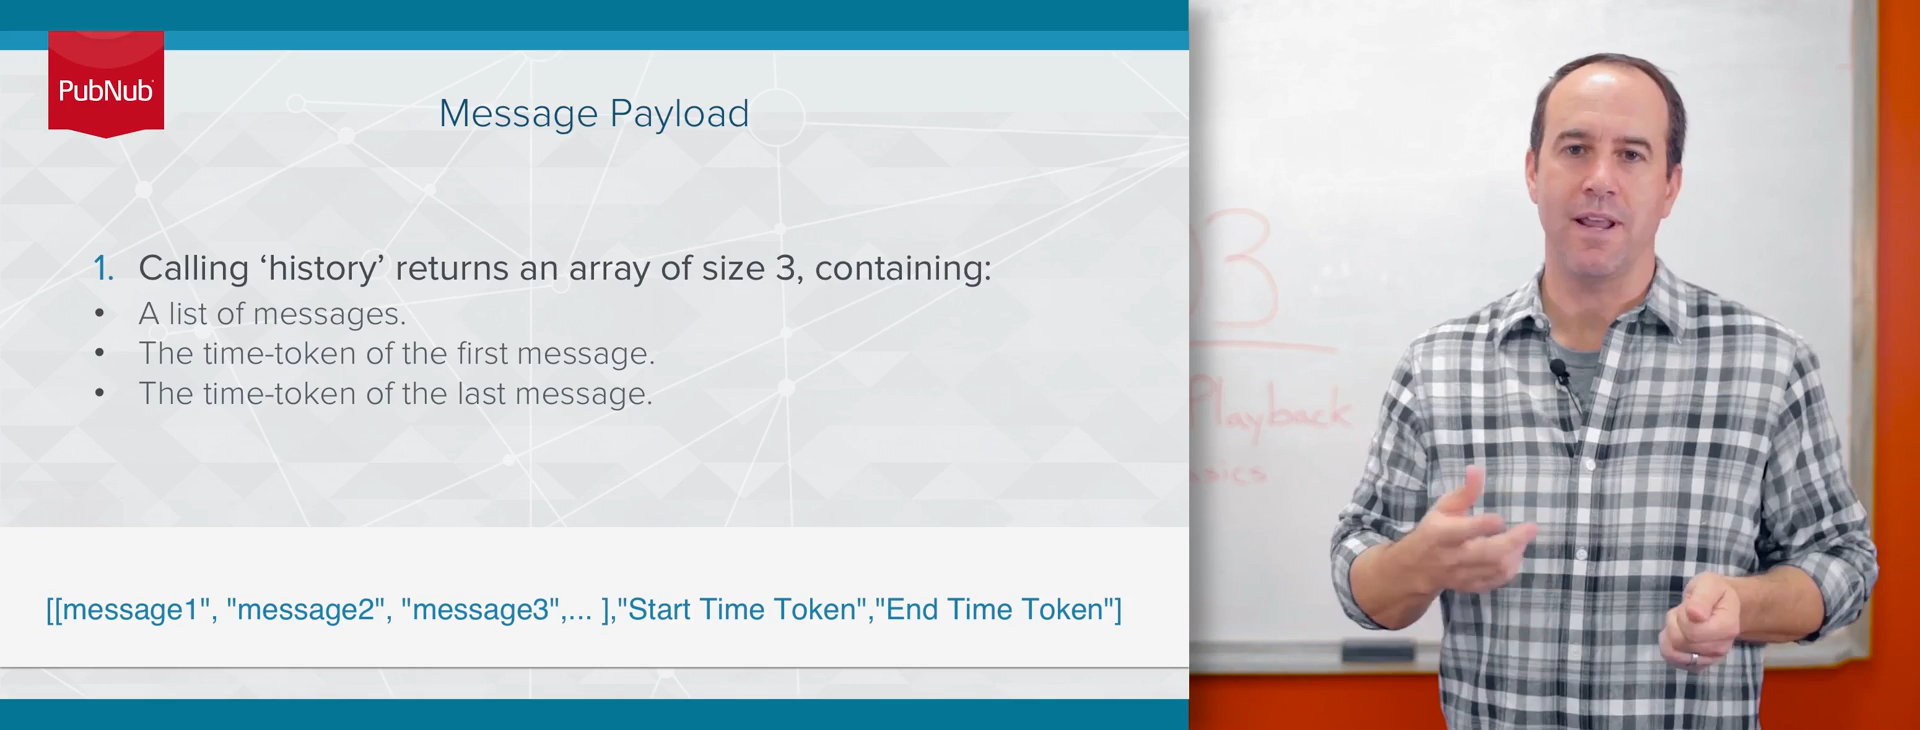 PubNub
Message Payload
1. Calling ‘history’ returns an array of size 3, containing:
• A list of messages.
• The time-token of the first message.
• The time-token of the last message.
[[message1", "message2", "message3",... ],"Start Time Token","End Time Token"]
3
Playback